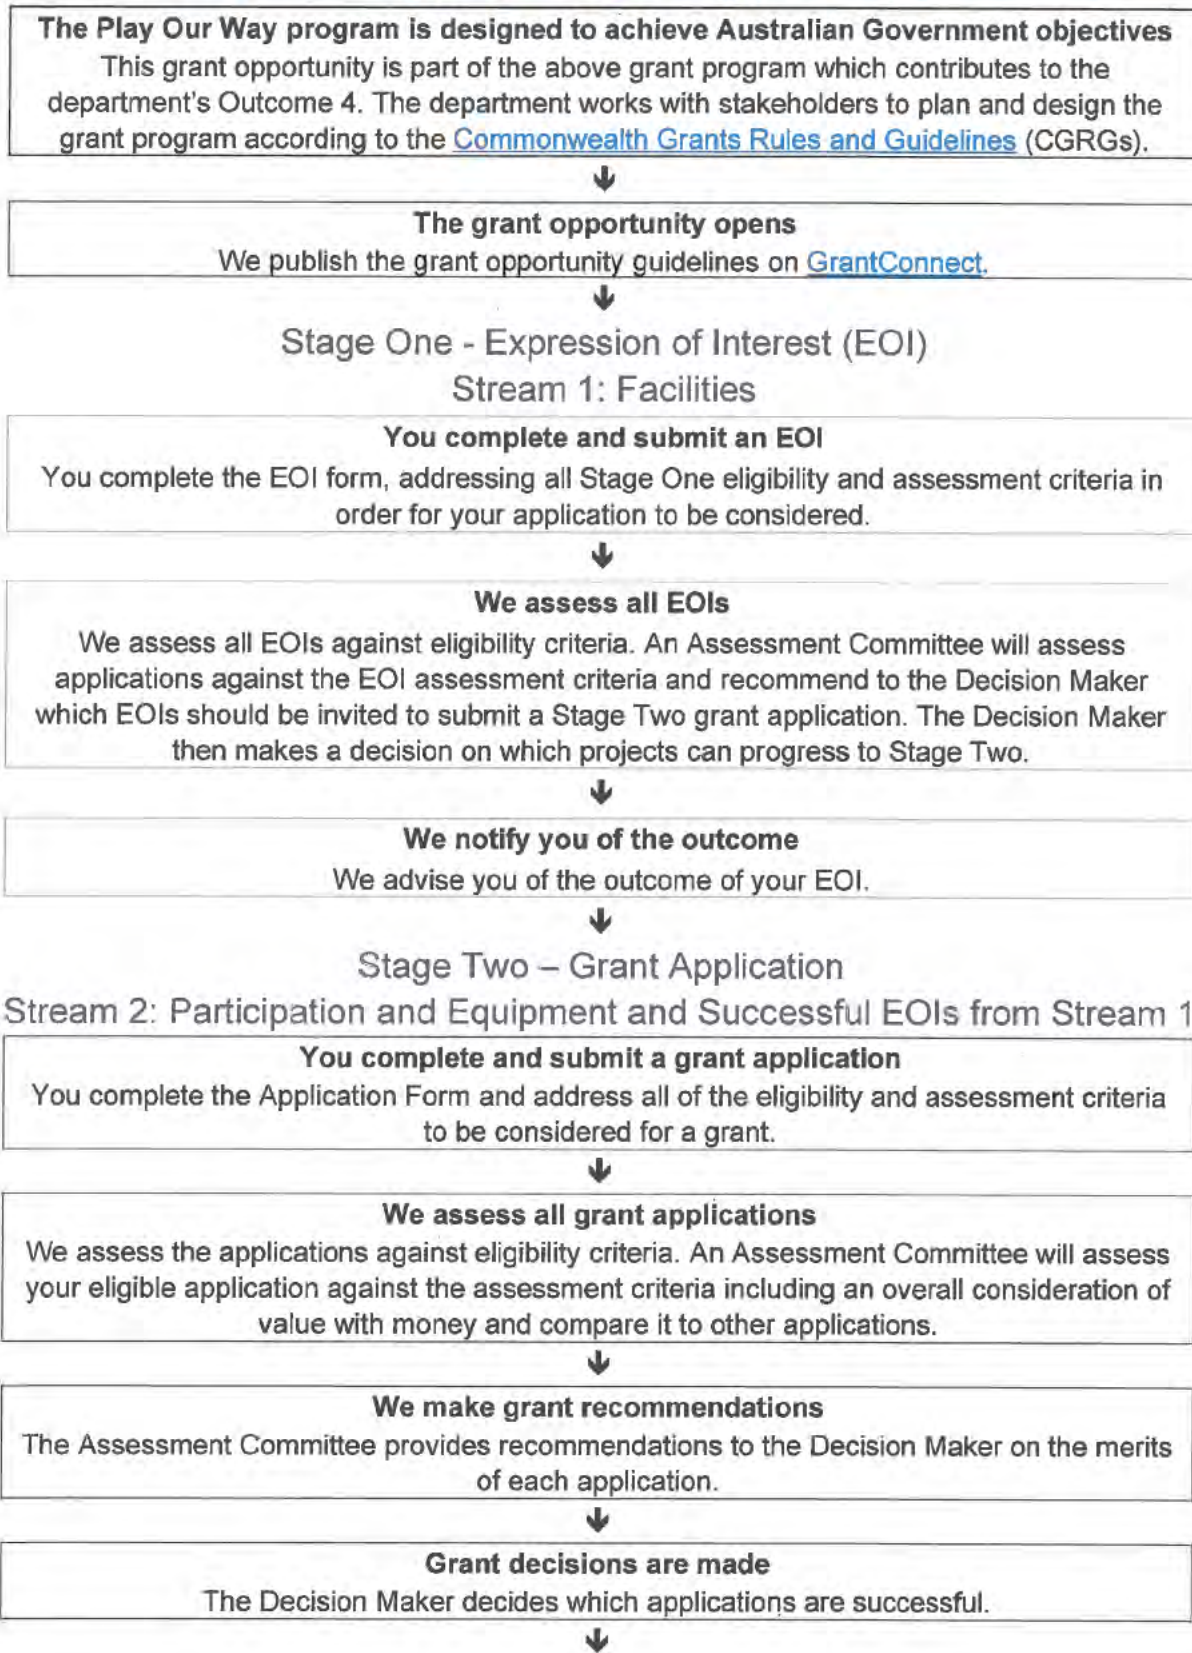 The Play Our Way program is designed to achieve Australian Government objectives
This grant opportunity is part of the above grant program which contributes to the
department's Outcome 4. The department works with stakeholders to plan and design the
grant program according to the Commonwealth Grants Rules and Guidelines (CGRGs).
The grant opportunity opens
We publish the grant opportunity guidelines on GrantConnect.
Stage One - Expression of Interest (EOI)
Stream 1: Facilities
You complete and submit an EOI
You complete the EOI form, addressing all Stage One eligibility and assessment criteria in
order for your application to be considered.
We assess all EOIs
We assess all EOIs against eligibility criteria. An Assessment Committee will assess
applications against the EOI assessment criteria and recommend to the Decision Maker
which EOIs should be invited to submit a Stage Two grant application. The Decision Maker
then makes a decision on which projects can progress to Stage Two.
We notify you of the outcome
We advise you of the outcome of your EOI.
Stage Two – Grant Application
Stream 2: Participation and Equipment and Successful EOIs from Stream 1
You complete and submit a grant application
You complete the Application Form and address all of the eligibility and assessment criteria
to be considered for a grant.
We assess all grant applications
We assess the applications against eligibility criteria. An Assessment Committee will assess
your eligible application against the assessment criteria including an overall consideration of
value with money and compare it to other applications.
We make grant recommendations
The Assessment Committee provides recommendations to the Decision Maker on the merits
of each application.
Grant decisions are made
The Decision Maker decides which applications are successful.